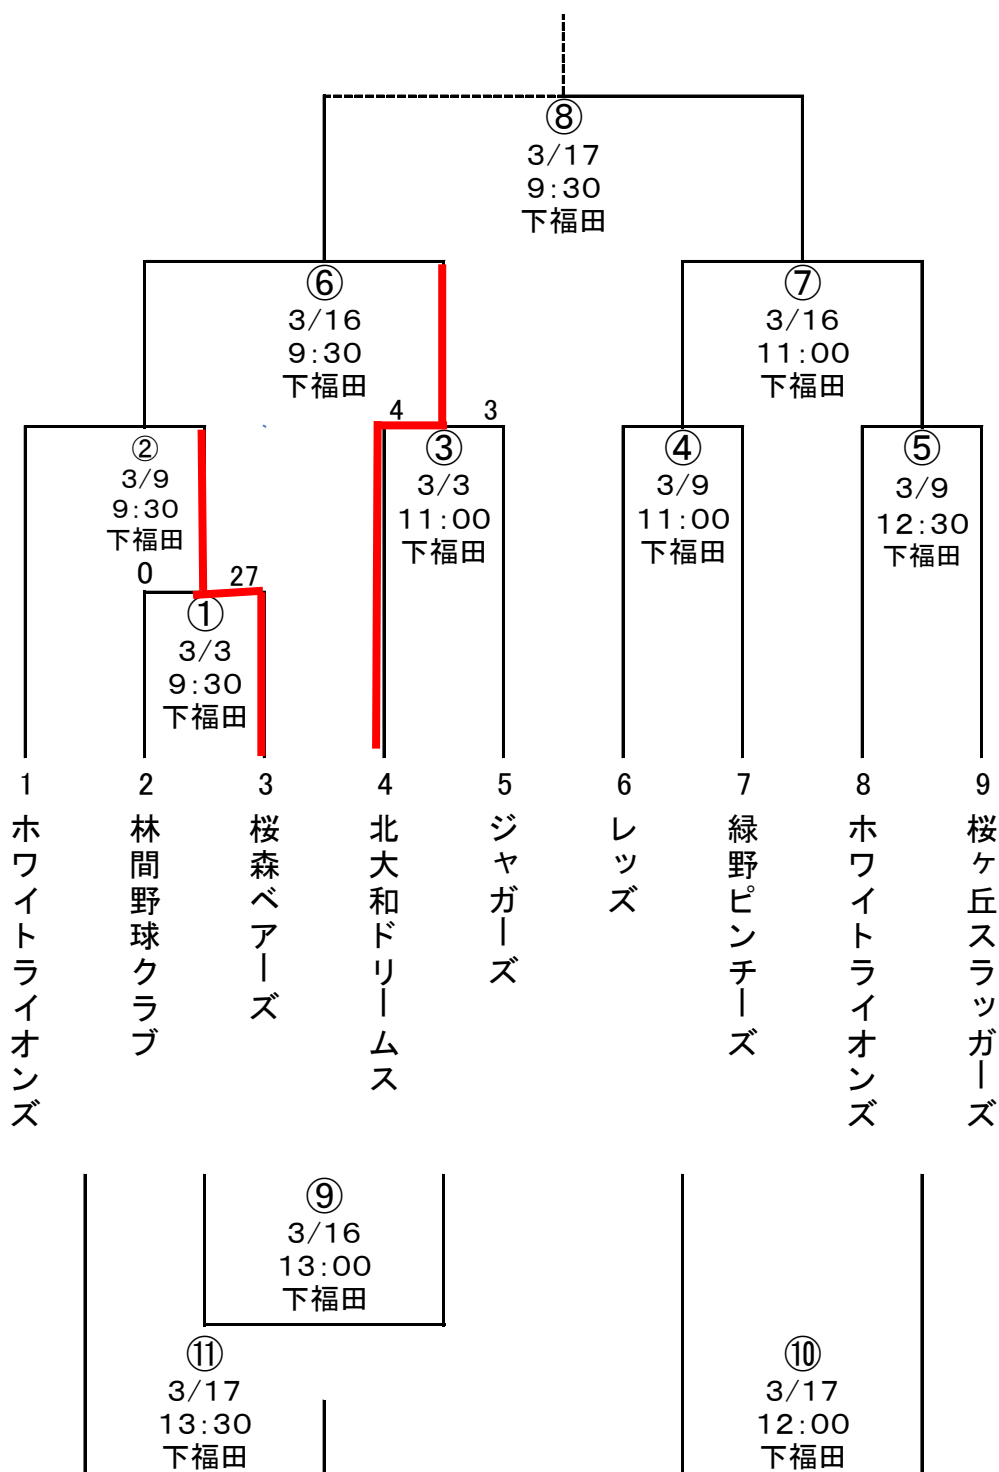 ⑧
3/17
9:30
下福田
⑥
3/16
9:30
下福田
⑦
3/16
11:00
下福田
4
3
②
3/9
9:30
下福田
③
3/3
11:00
下福田
④
3/9
11:00
下福田
⑤
3/9
12:30
下福田
0
27
①
3/3
9:30
下福田
1
ホワイトライオンズ
2
林間野球クラブ
3
桜森ベアーズ
4
北大和ドリームス
5
ジャガーズ
6
レッズ
7
緑野ピンチーズ
8
ホワイトライオンズ
9
桜ヶ丘スラッガーズ
⑨
3/16
13:00
下福田
⑪
3/17
13:30
下福田
⑩
3/17
12:00
下福田